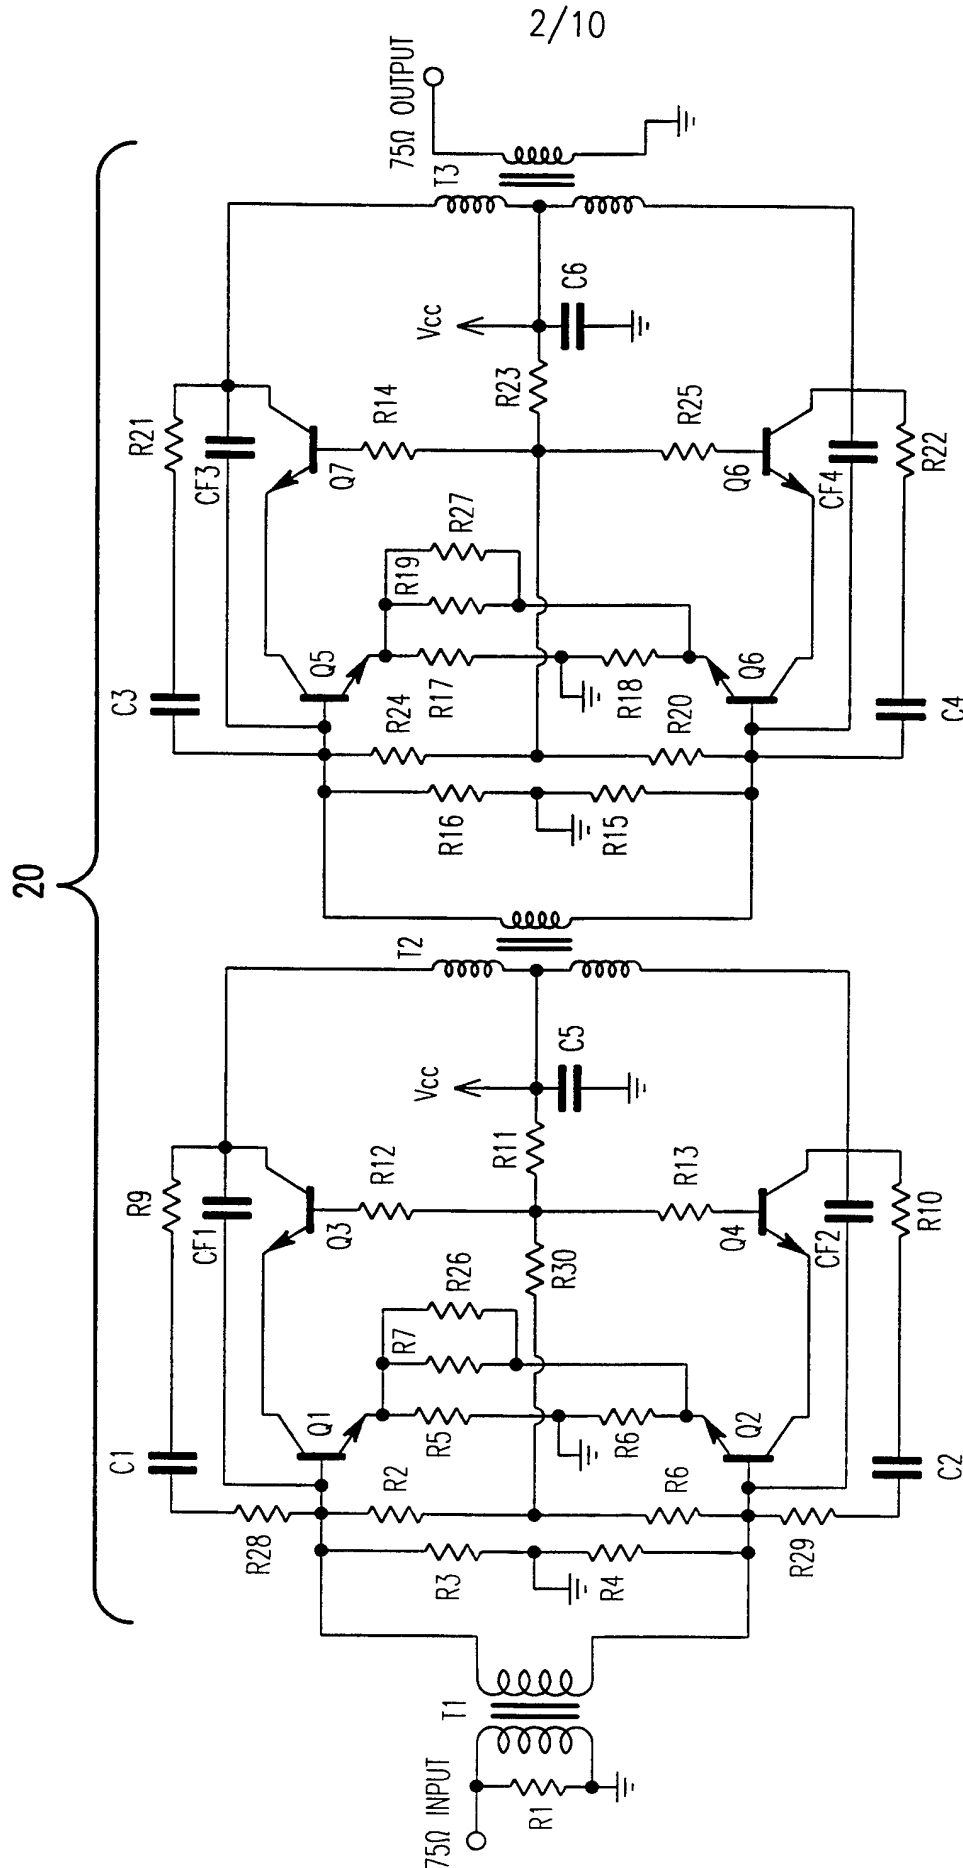 2/10
20
75Ω OUTPUT
T3
Vcc
C6
R21
CF3
R14
Q7
R23
R25
Q6
CF4
R22
R27
R19
C3
Q5
R17
R24
R18
Q6
R20
C4
R16
R15
T2
Vcc
C5
R9
CF1
R12
Q3
R11
R13
Q4
CF2
R10
R26
R7
R30
C1
Q1
R5
R2
R6
Q2
R6
C2
R28
R3
R4
R29
T1
75Ω INPUT
R1